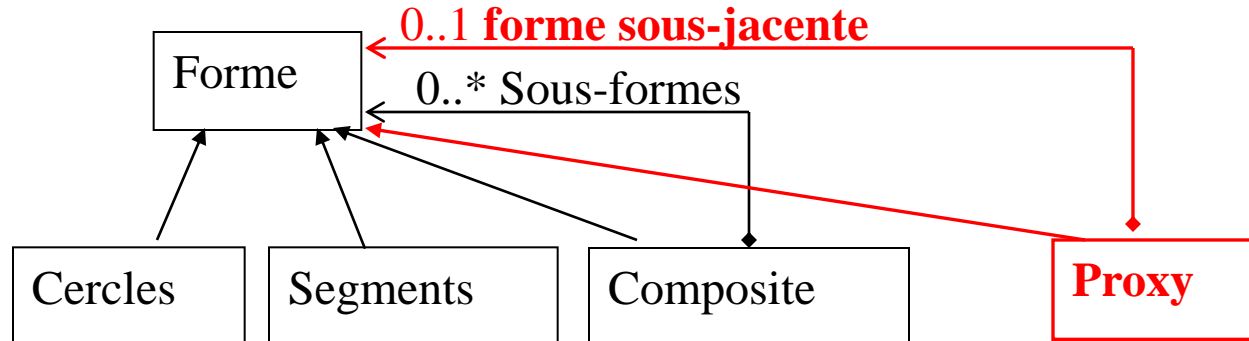 0..1 forme sous-jacente
Forme
0..* Sous-formes
Cercles
Segments
Composite
Proxy